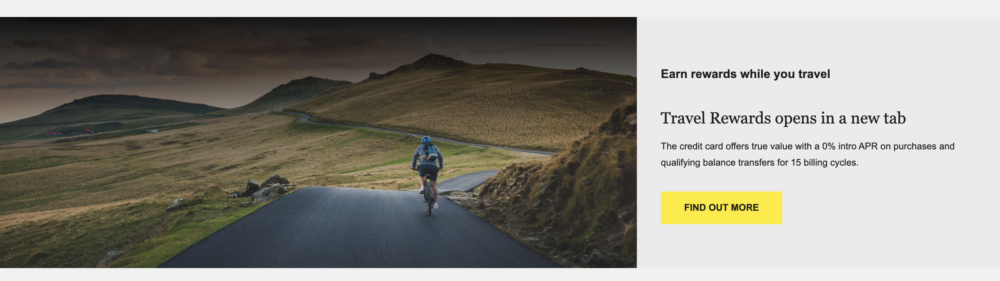 Earn rewards while you travel
Travel Rewards opens in a new tab
The credit card offers true value with a 0% intro APR on purchases and
qualifying balance transfers for 15 billing cycles.
FIND OUT MORE